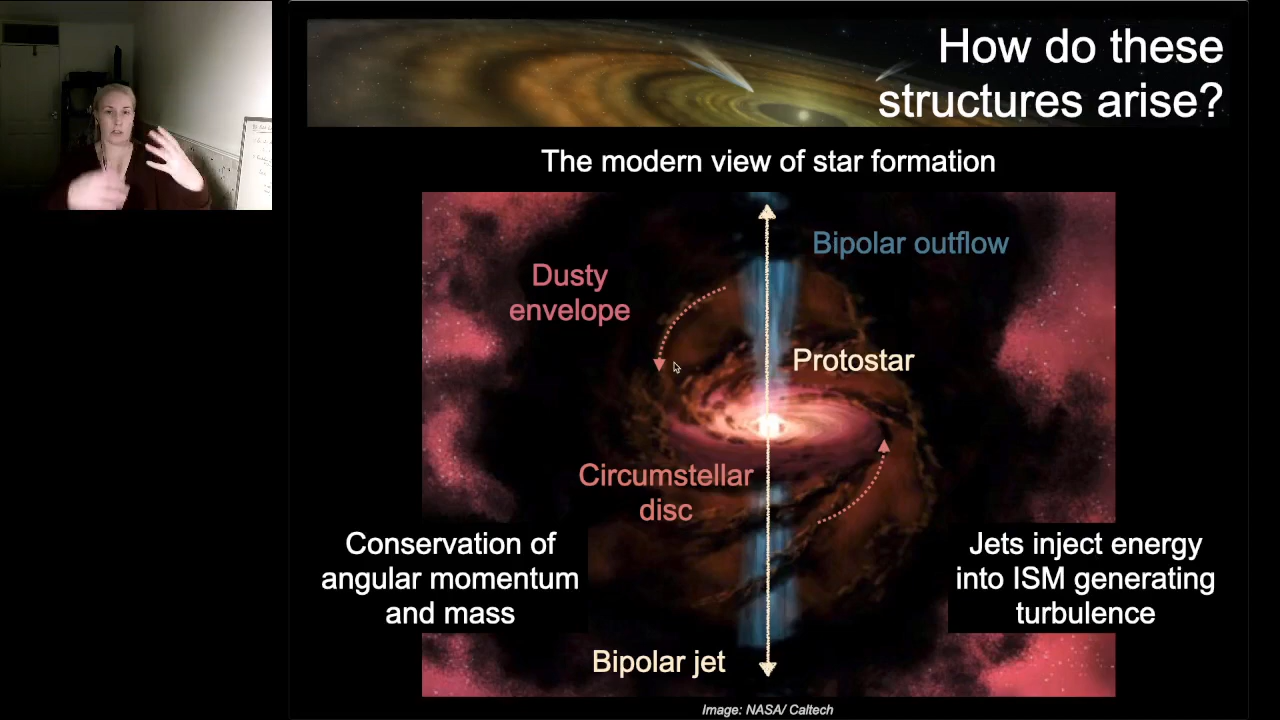 How do these
structures arise?
The modern view of star formation
Bipolar outflow
Dusty
envelope
Protostar
Circumstellar
disc
Conservation of
angular momentum
and mass
Jets inject energy
into ISM generating
turbulence
Bipolar jet
Image: NASA/ Caltech